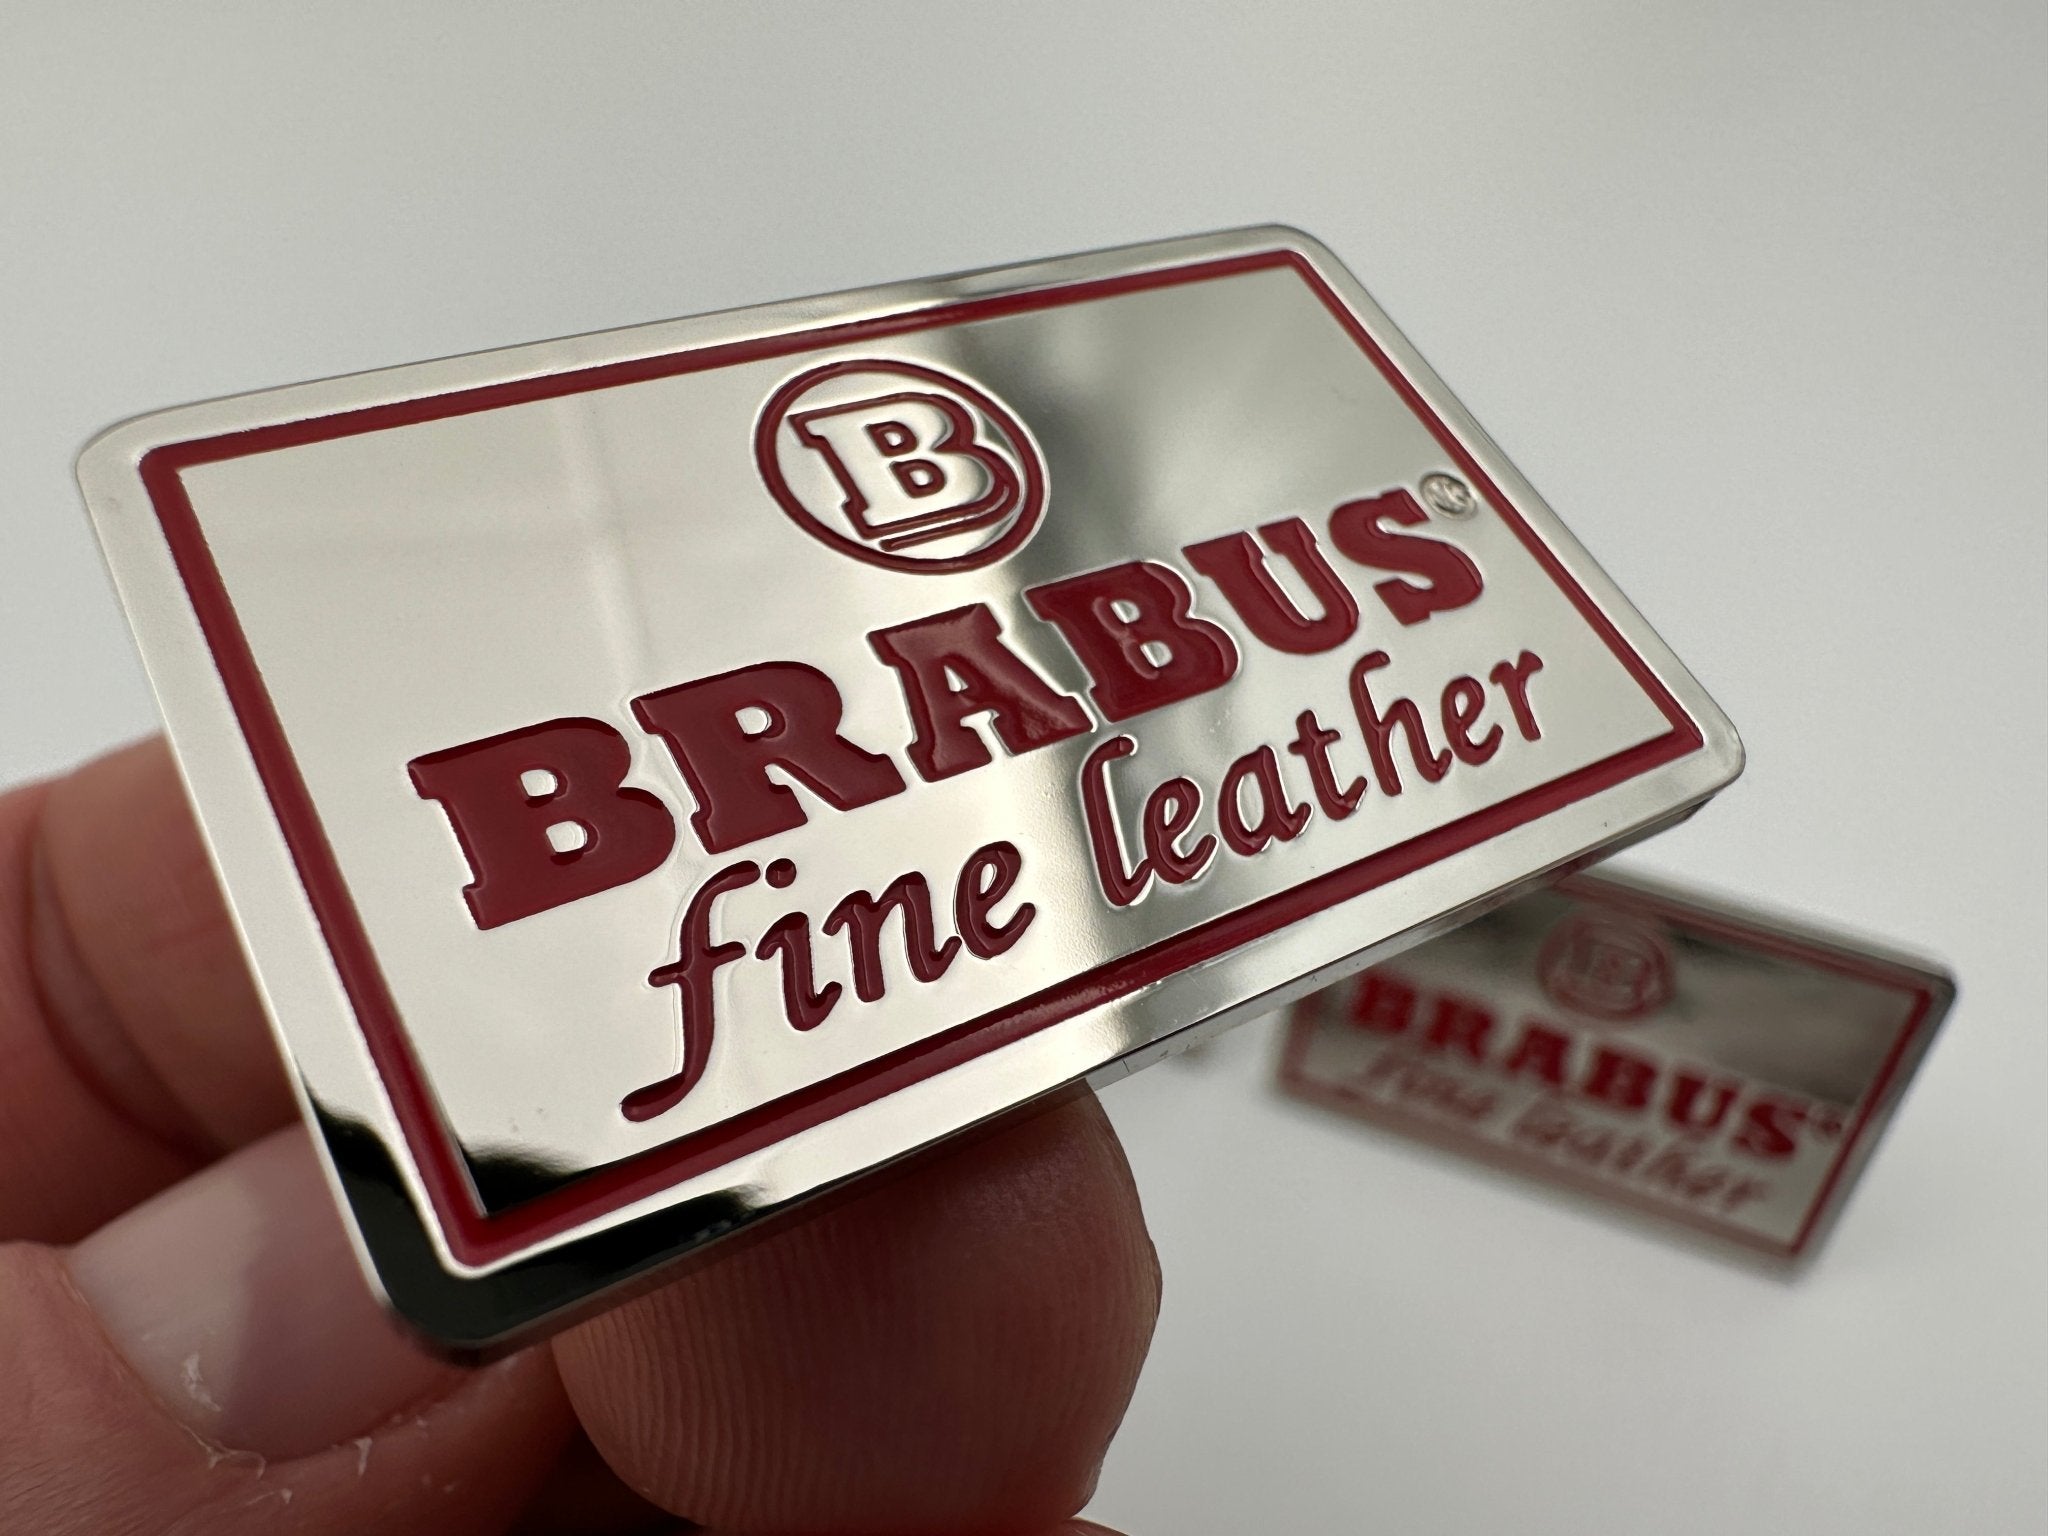 B
BRABUS
fine leather
B
BRABUS®
fine leather